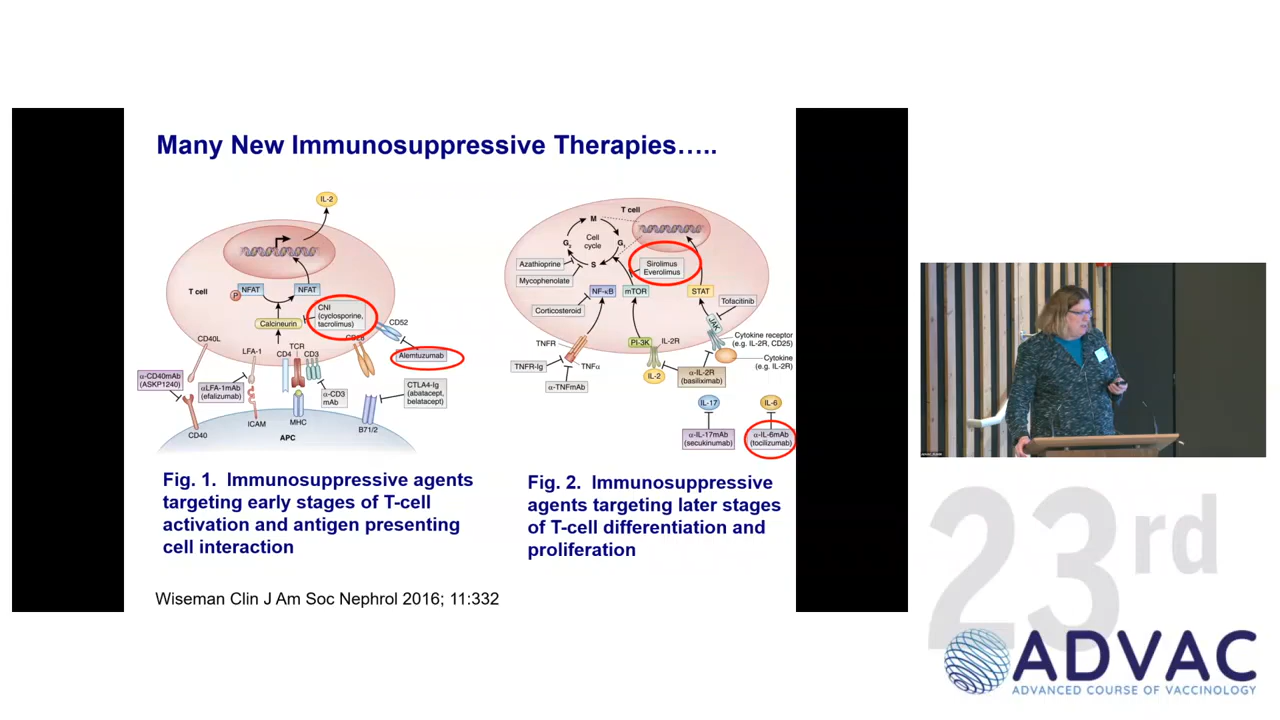 Many New Immunosuppressive Therapies…..
IL-2
T cell
P
NFAT
NFAT
CNI
(cyclosporine,
tacrolimus)
Calcineurin
CD52
Alemtuzumab
CD40L
LFA-1
CD4
TCR
CD3
CD28
α-CD40mAb
(ASKP1240)
αLFA-1mAb
(efalizumab)
α-CD3
mAb
CTLA4-Ig
(abatacept,
belatacept)
CD40
ICAM
MHC
APC
B71/2
T cell
M
G2
Cell
cycle
G1
S
Azathioprine
Mycophenolate
Sirolimus
Everolimus
NF-κB
mTOR
STAT
Corticosteroid
Tofacitinib
JAK
TNFR
PI-3K
IL-2R
Cytokine receptor
(e.g. IL-2R, CD25)
TNFR-Ig
TNFα
IL-2
α-IL-2R
(basiliximab)
Cytokine
(e.g. IL-2)
α-TNFmAb
IL-17
IL-6
α-IL-17mAb
(secukinumab)
α-IL-6mAb
(tocilizumab)
Fig. 1. Immunosuppressive agents
targeting early stages of T-cell
activation and antigen presenting
cell interaction
Fig. 2. Immunosuppressive
agents targeting later stages
of T-cell differentiation and
proliferation
Wiseman Clin J Am Soc Nephrol 2016; 11:332
23rd
ADVAC
ADVANCED COURSE OF VACCINOLOGY